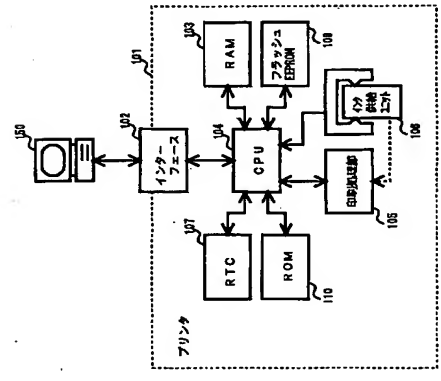 150
101
102
インター
フェース
103
RAM
104
CPU
107
RTC
108
フラッシュ
EEPROM
ROM
110
印刷処理部
105
インク
供給
ユニット
106
プリンタ